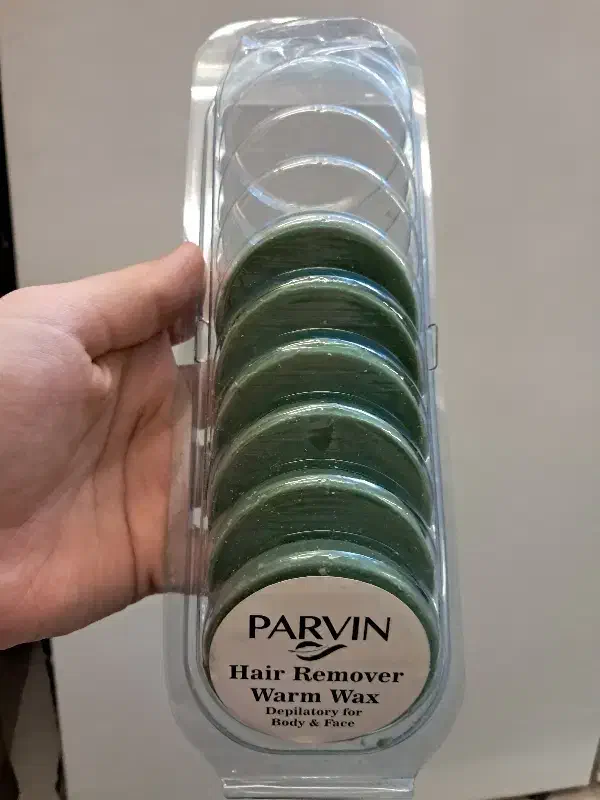 PARVIN
Hair Remover
Warm Wax
Depilatory for
Body & Face